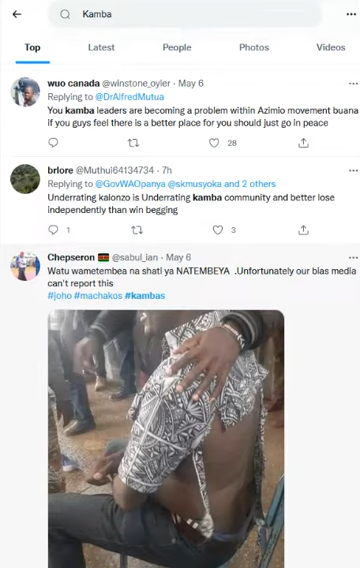 Kamba
Top Latest People Photos Videos
wuo canada @winstone_oyier · May 6
Replying to @DrAlfredMutua
You kamba leaders are becoming a problem within Azimio movement buana
if you guys feel there is a better place for you should just go in peace
28
brlore @Muthui64134734 · 7h
Replying to @GovWAOpanya @skmusyoka and 2 others
Underrating kalonzo is Underrating kamba community and better lose
independently than win begging
1 3
Chepseron @sabul_ian · May 6
Watu wametembea na shati ya NATEMBEYA .Unfortunately our bias media
can't report this
#joho #machakos #kambas